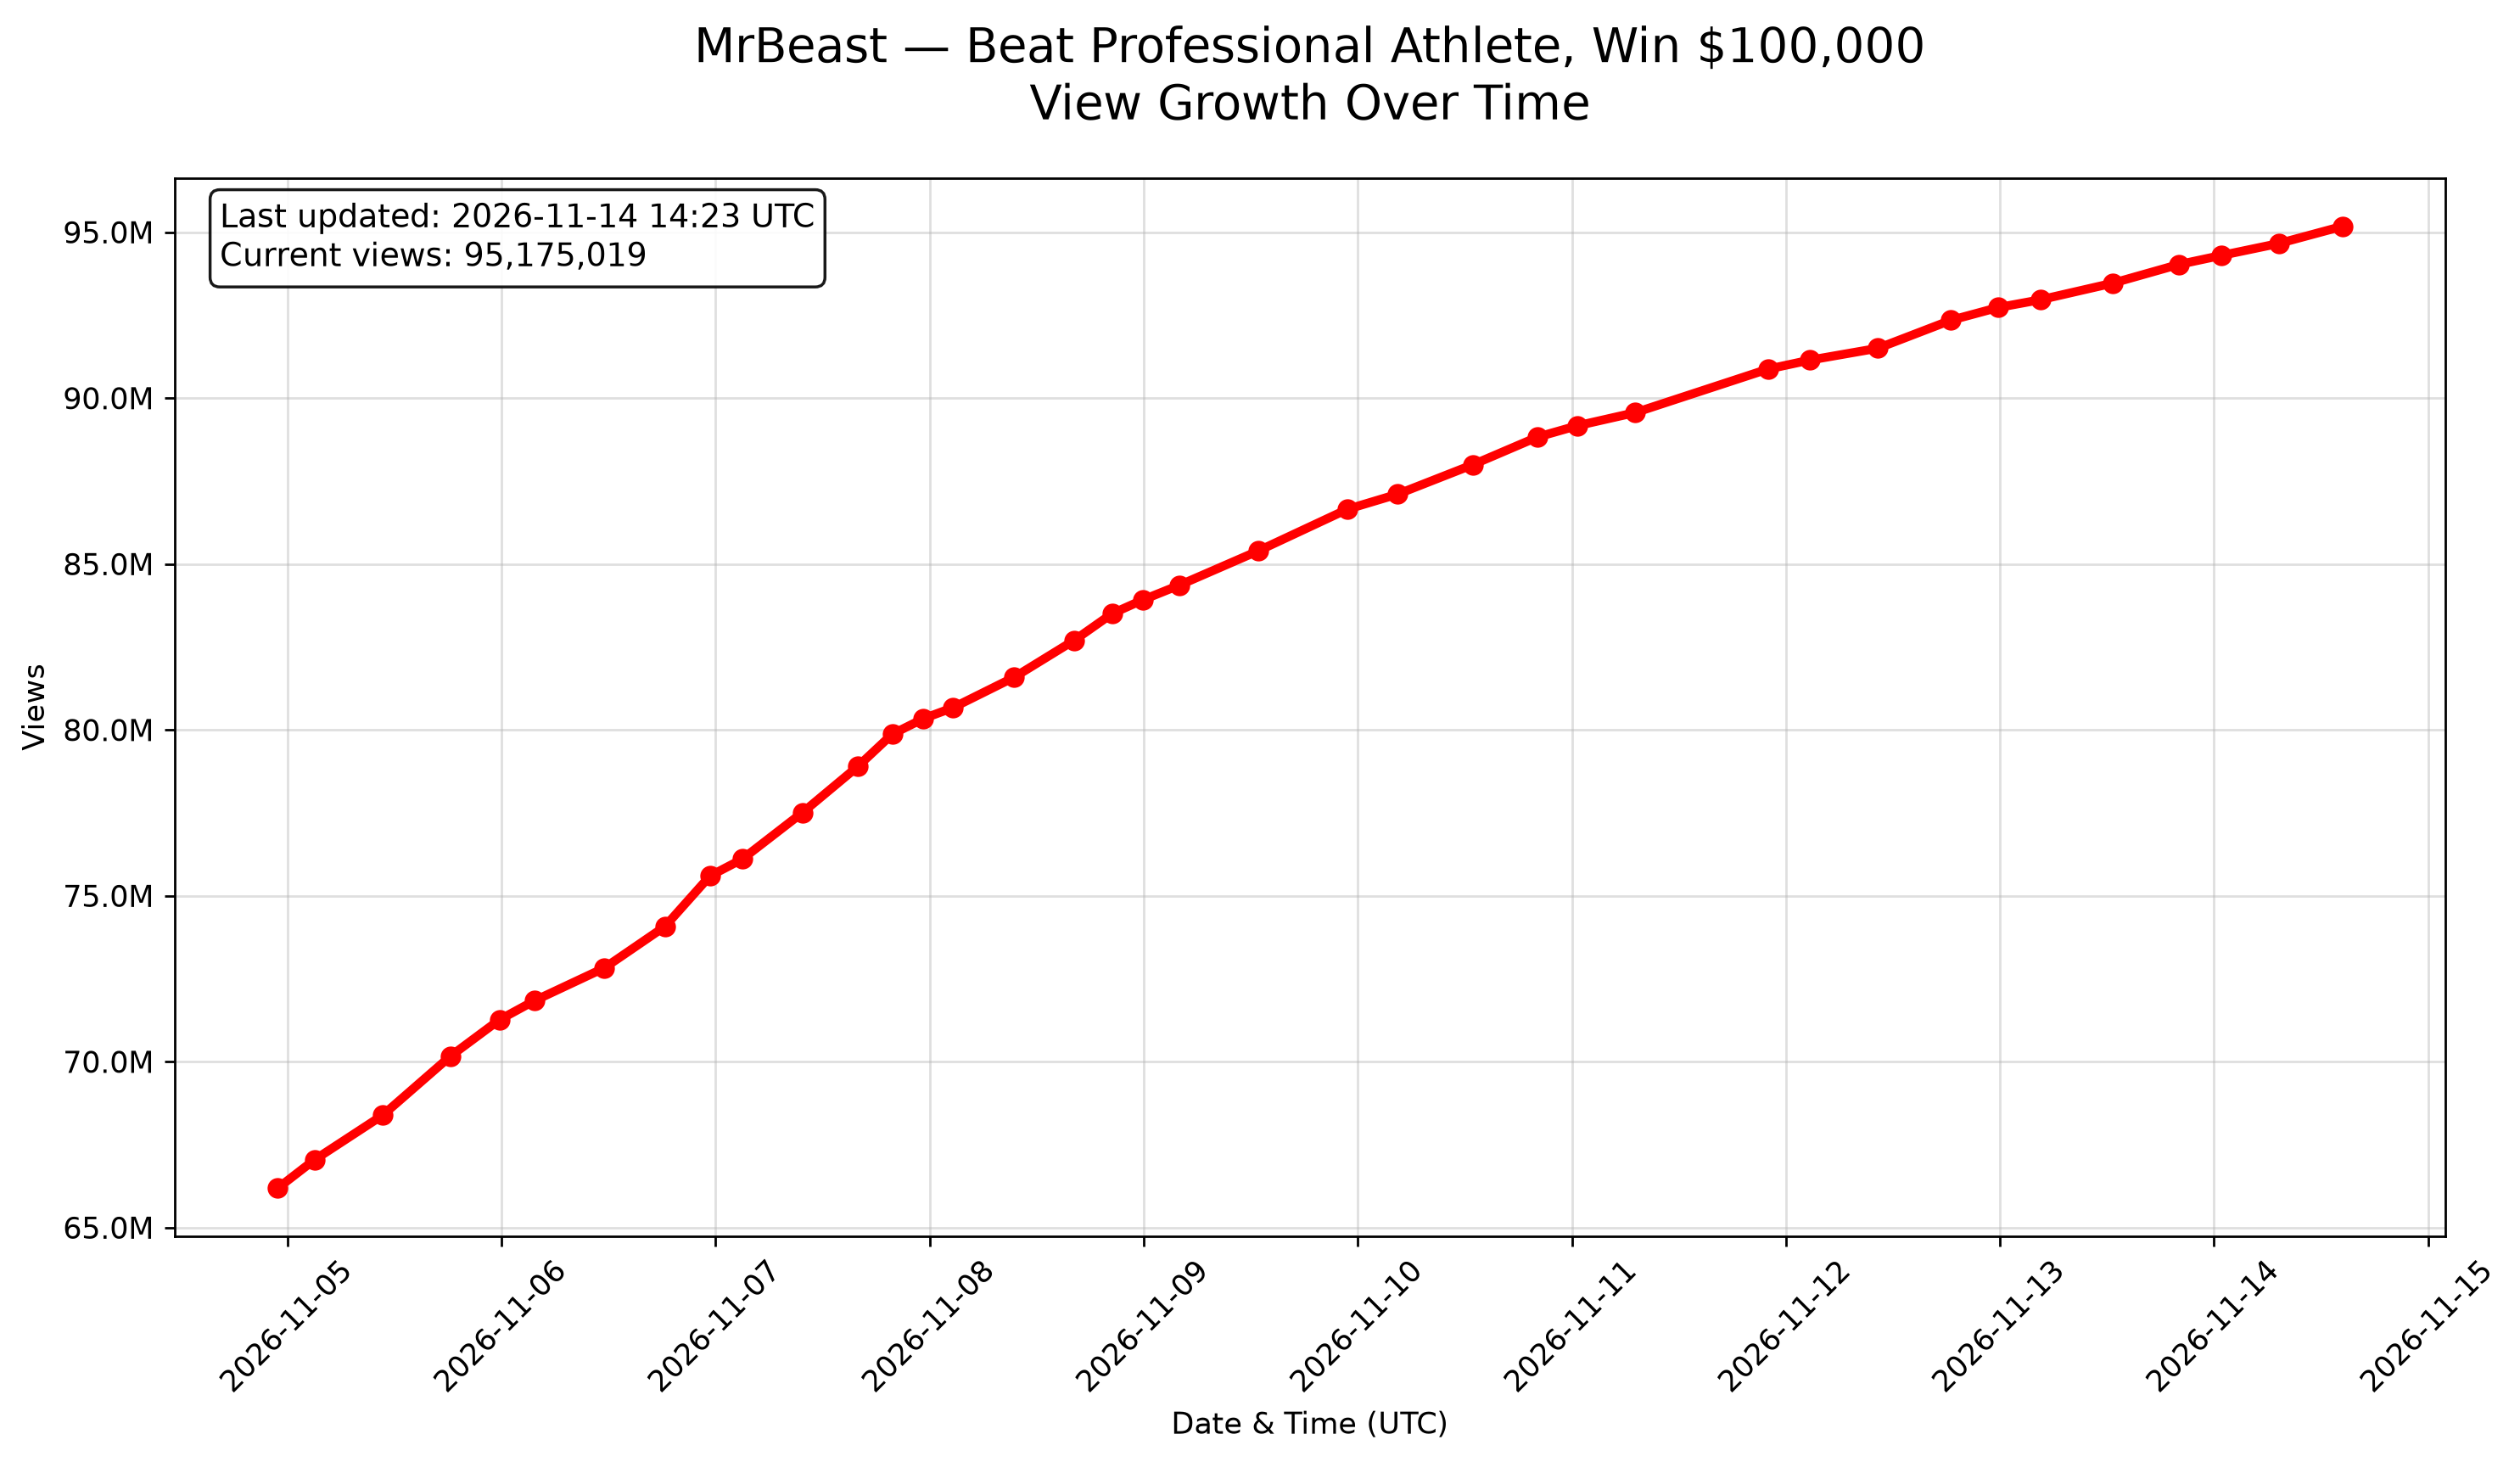 MrBeast — Beat Professional Athlete, Win $100,000
View Growth Over Time
Last updated: 2026-11-14 14:23 UTC
Current views: 95,175,019
95.0M
90.0M
85.0M
80.0M
75.0M
70.0M
65.0M
Views
2026-11-05
2026-11-06
2026-11-07
2026-11-08
2026-11-09
2026-11-10
2026-11-11
2026-11-12
2026-11-13
2026-11-14
2026-11-15
Date & Time (UTC)